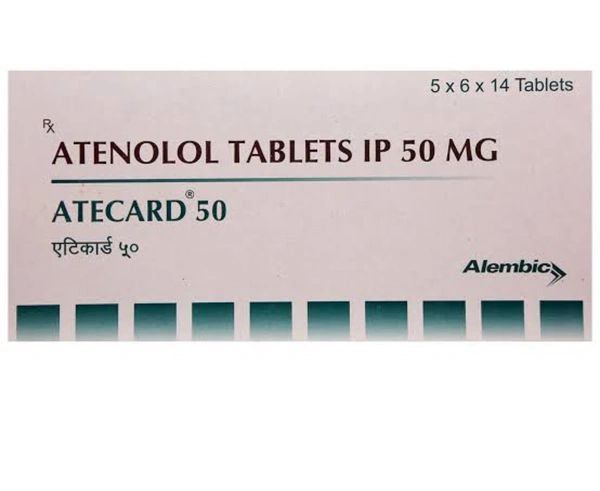 5 x 6 x 14 Tablets
Rx
ATENOLOL TABLETS IP 50 MG
ATECARD® 50
एटिकार्ड ५०
Alembic